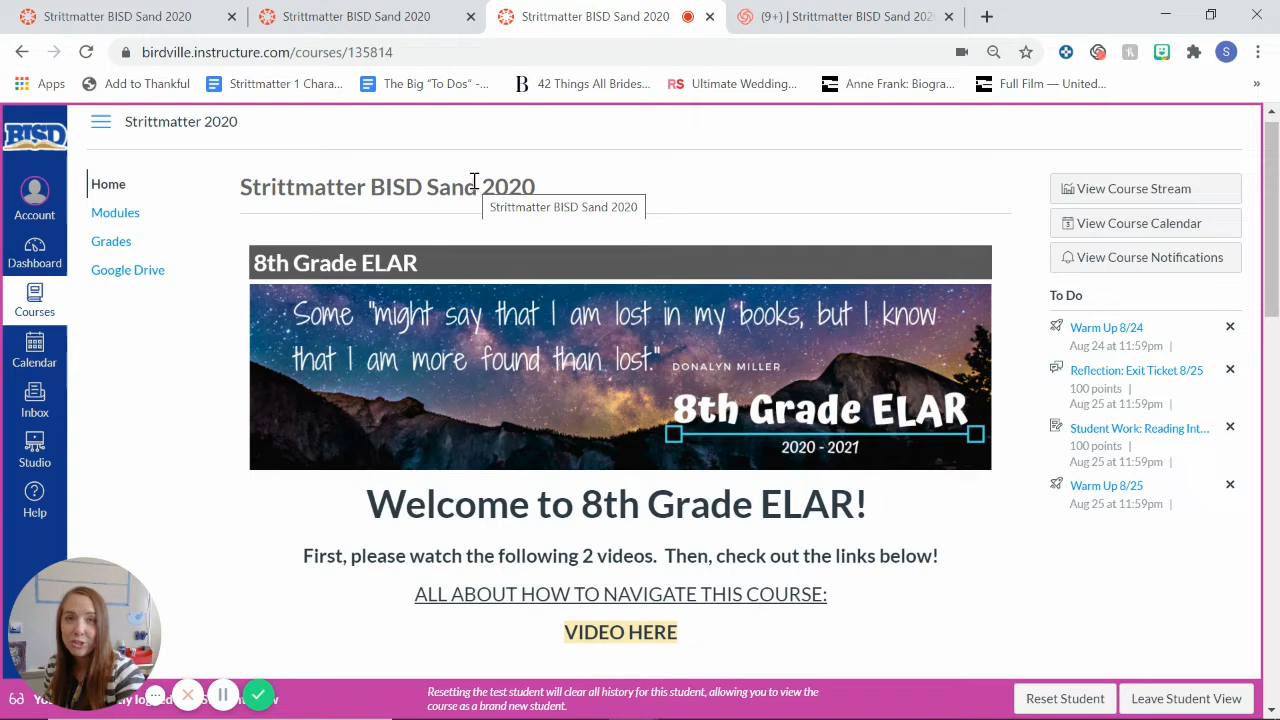 Strittmatter BISD Sand 2020
Strittmatter BISD Sand 2020
Strittmatter BISD Sand 2020
(9+) Strittmatter BISD Sand 2020
birdville.instructure.com/courses/135814
S
Apps
Add to Thankful
Strittmatter 1 Chara...
The Big "To Dos" -...
B 42 Things All Brides...
RS Ultimate Wedding...
Anne Frank: Biogra...
Full Film — United...
»
BISD
Account
Dashboard
Courses
Calendar
Inbox
Studio
Help
Strittmatter 2020
Home
Modules
Grades
Google Drive
Strittmatter BISD Sand 2020
Strittmatter BISD Sand 2020
8th Grade ELAR
Some "might say that I am lost in my books, but I know
that I am more found than lost." DONALYN MILLER
8th Grade ELAR
2020 - 2021
Welcome to 8th Grade ELAR!
First, please watch the following 2 videos. Then, check out the links below!
ALL ABOUT HOW TO NAVIGATE THIS COURSE:
VIDEO HERE
View Course Stream
View Course Calendar
View Course Notifications
To Do
Warm Up 8/24
Aug 24 at 11:59pm |
Reflection: Exit Ticket 8/25
100 points |
Aug 25 at 11:59pm |
Student Work: Reading Int...
100 points |
Aug 25 at 11:59pm |
Warm Up 8/25
Aug 25 at 11:59pm |
Resetting the test student will clear all history for this student, allowing you to view the
course as a brand new student.
Reset Student
Leave Student View